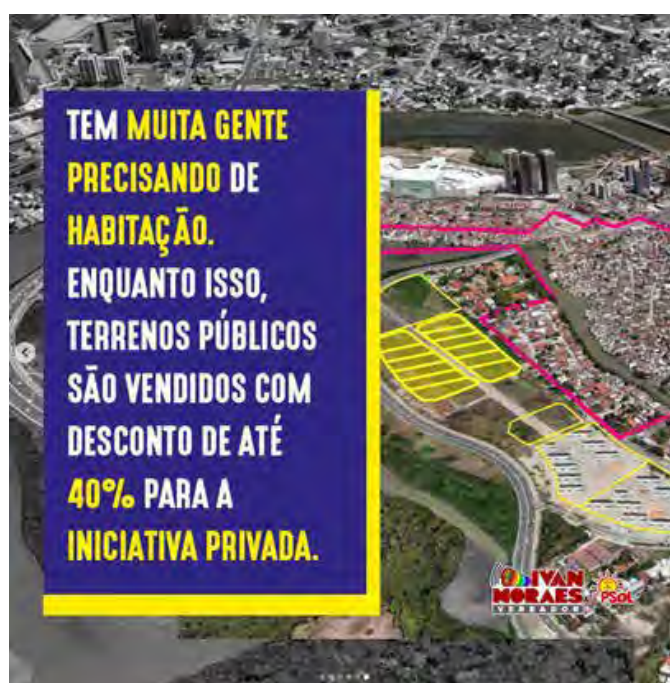 TEM MUITA GENTE
PRECISANDO DE
HABITAÇÃO.
ENQUANTO ISSO,
TERRENOS PÚBLICOS
SÃO VENDIDOS COM
DESCONTO DE ATÉ
40% PARA A
INICIATIVA PRIVADA.
IVAN
MORAES
VEREADOR
PSOL